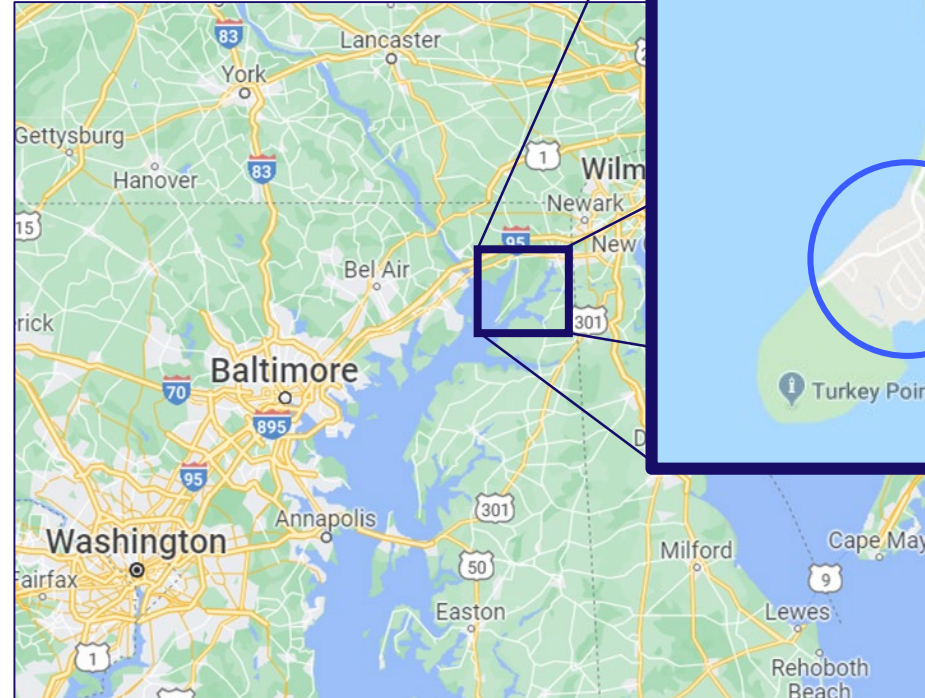 83
Lancaster
York
Gettysburg
1
83
Wilm
Hanover
Newark
15
95
New
Bel Air
301
rick
Baltimore
70
Turkey Poin
895
D
95
301
Annapolis
Washington
Milford
Cape May
50
Fairfax
9
Easton
Lewes
1
Rehoboth
Beach